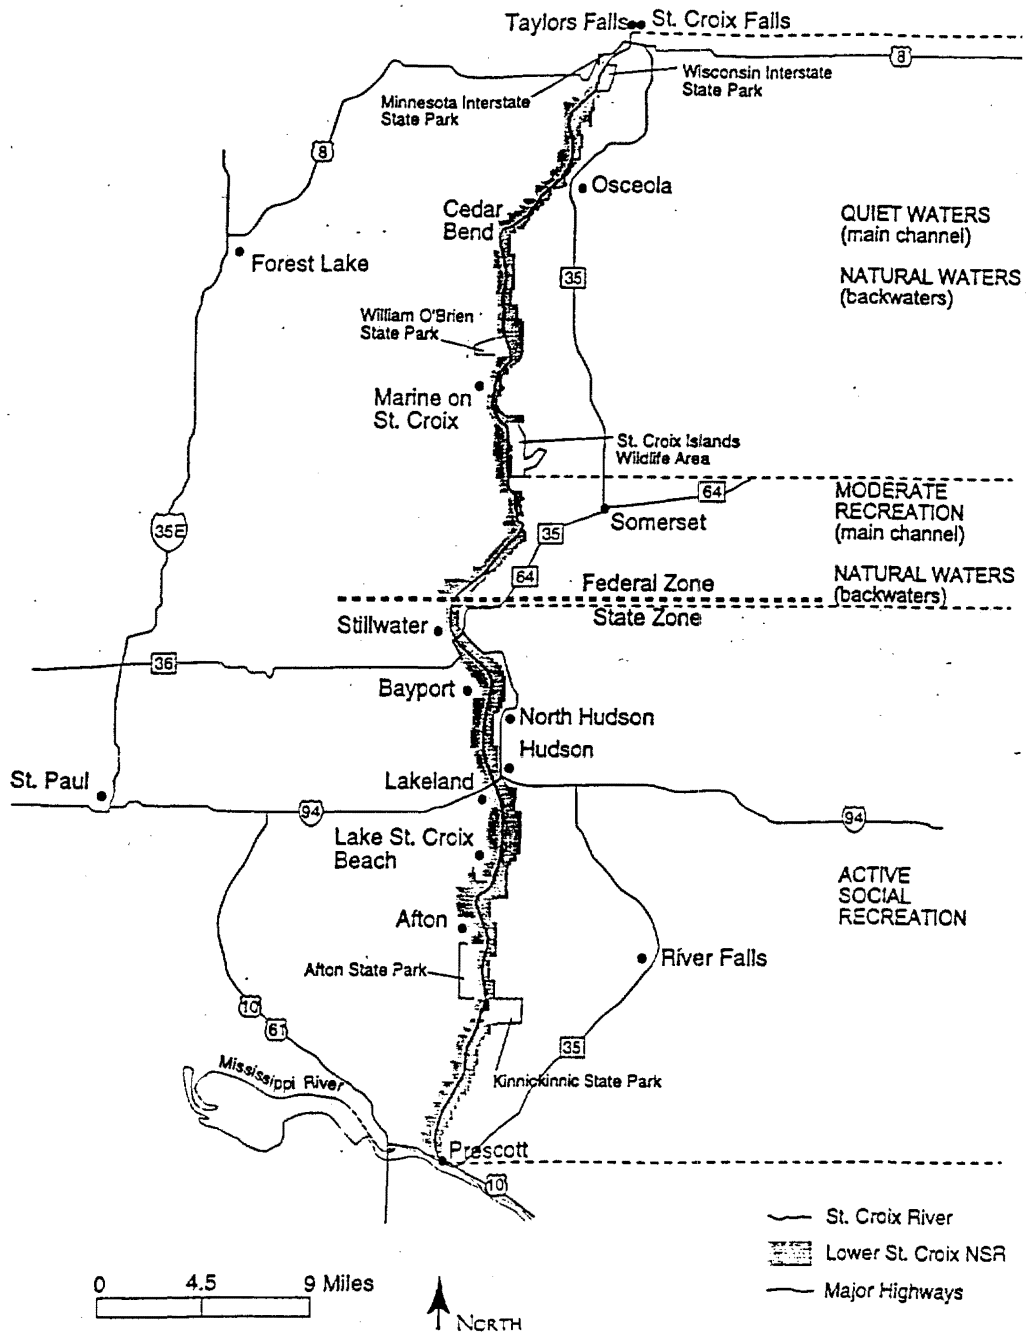 Taylors Falls
St. Croix Falls
8
Wisconsin Interstate
State Park
Minnesota Interstate
State Park
8
Osceola
Cedar
Bend
QUIET WATERS
(main channel)
Forest Lake
35
NATURAL WATERS
(backwaters)
William O'Brien
State Park
Marine on
St. Croix
St. Croix Islands
Wildlife Area
64
MODERATE
RECREATION
(main channel)
Somerset
35E
35
64
Federal Zone
NATURAL WATERS
(backwaters)
State Zone
Stillwater
36
Bayport
North Hudson
Hudson
St. Paul
Lakeland
94
94
Lake St. Croix
Beach
ACTIVE
SOCIAL
RECREATION
Afton
River Falls
Afton State Park
10
61
35
Mississippi River
Kinnickinnic State Park
Prescott
10
St. Croix River
Lower St. Croix NSR
Major Highways
0 4.5 9 Miles
NORTH